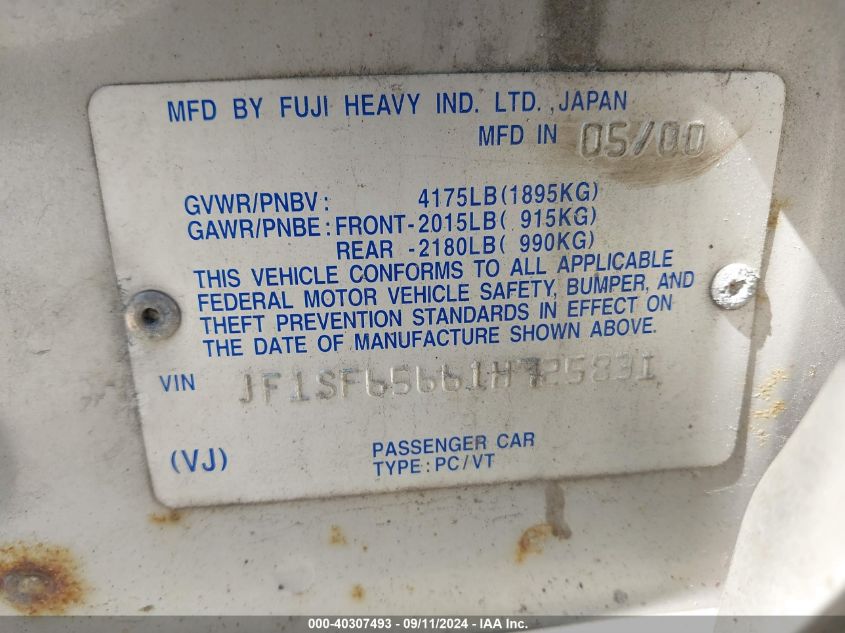 MFD BY FUJI HEAVY IND. LTD., JAPAN
MFD IN 05/00
GVWR/PNBV: 4175LB(1895KG)
GAWR/PNBE: FRONT-2015LB( 915KG)
REAR -2180LB( 990KG)
THIS VEHICLE CONFORMS TO ALL APPLICABLE
FEDERAL MOTOR VEHICLE SAFETY, BUMPER, AND
THEFT PREVENTION STANDARDS IN EFFECT ON
THE DATE OF MANUFACTURE SHOWN ABOVE.
VIN
(VJ)
PASSENGER CAR
TYPE: PC/VT
000-40307493 - 09/11/2024 - IAA Inc.